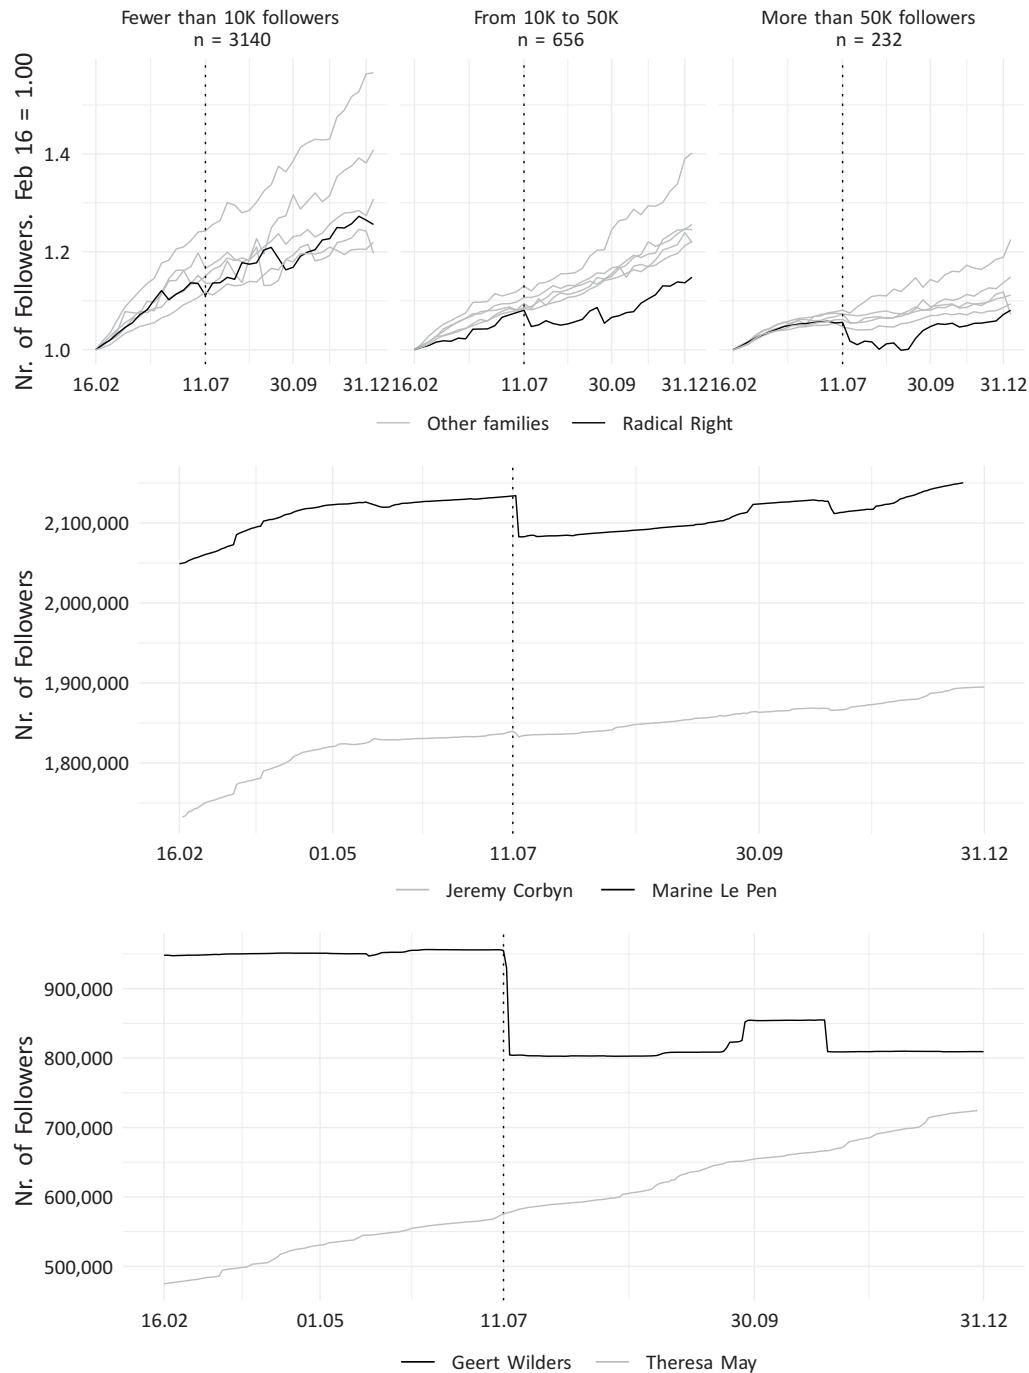 Fewer than 10K followers
n = 3140
From 10K to 50K
n = 656
More than 50K followers
n = 232
Nr. of Followers. Feb 16 = 1.00
1.4
1.2
1.0
16.02 11.07 30.09 31.12
16.02 11.07 30.09 31.12
16.02 11.07 30.09 31.12
Other families Radical Right
Nr. of Followers
2,100,000
2,000,000
1,900,000
1,800,000
16.02 01.05 11.07 30.09 31.12
Jeremy Corbyn Marine Le Pen
Nr. of Followers
900,000
800,000
700,000
600,000
500,000
16.02 01.05 11.07 30.09 31.12
Geert Wilders Theresa May